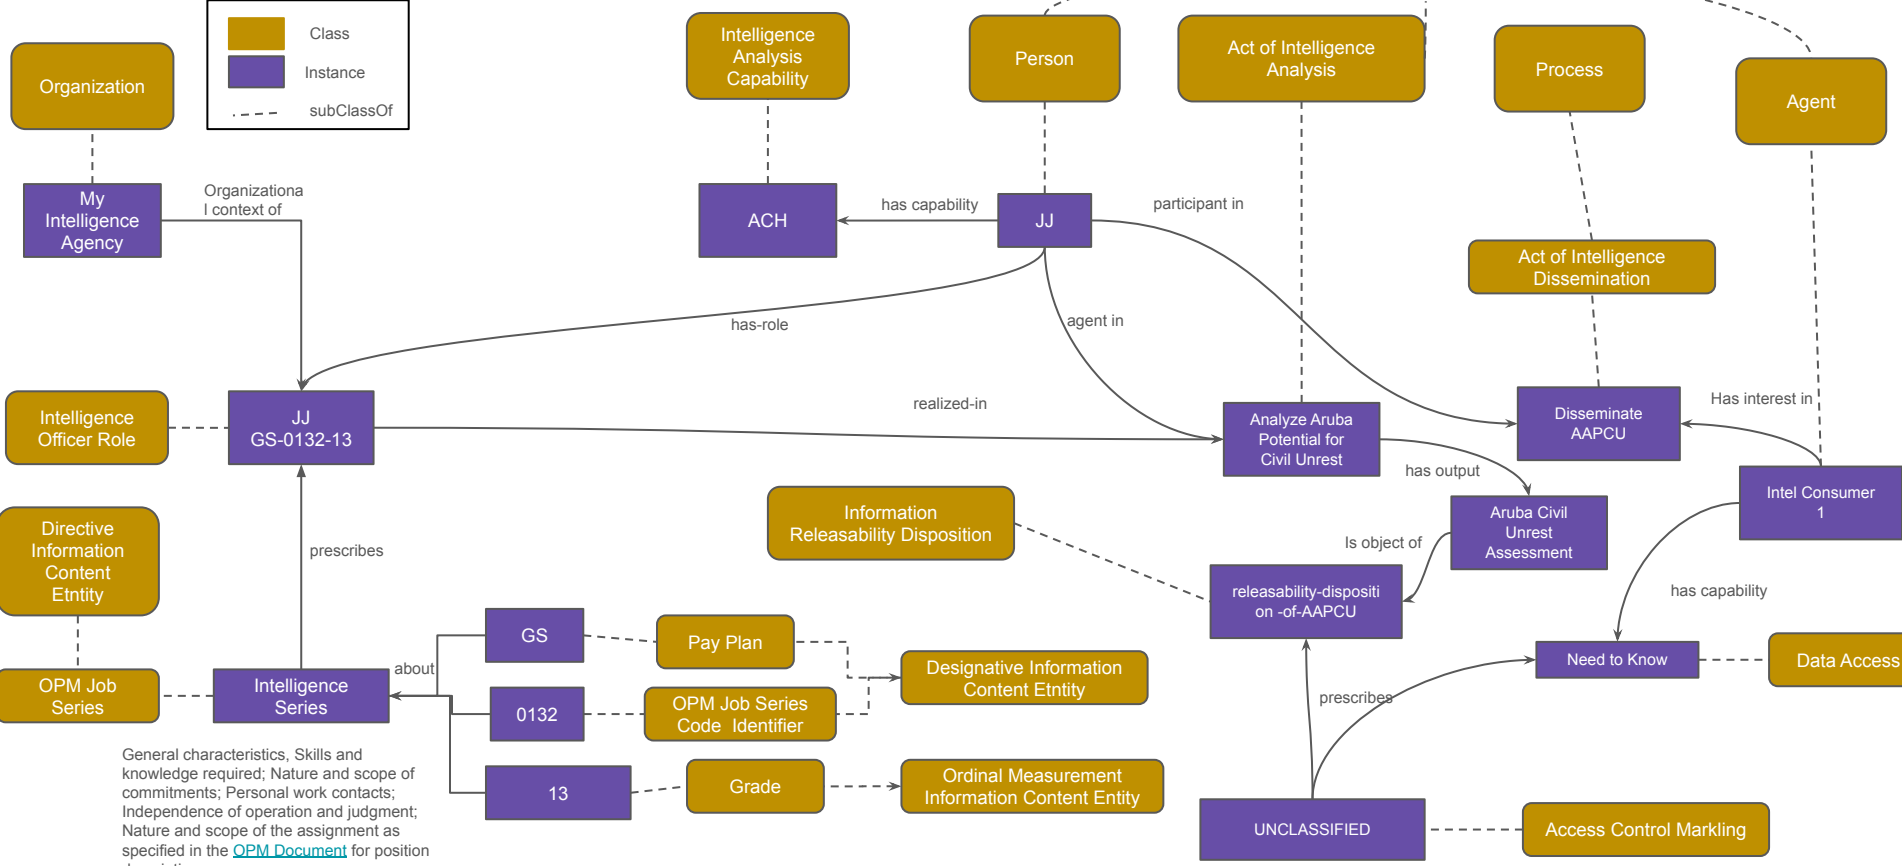 Class
Instance
subClassOf
Organization
Intelligence
Analysis
Capability
Person
Act of Intelligence
Analysis
Process
Agent
My
Intelligence
Agency
Organizationa
l context of
ACH
has capability
JJ
participant in
Act of Intelligence
Dissemination
has-role
agent in
Intelligence
Officer Role
JJ
GS-0132-13
realized-in
Analyze Aruba
Potential for
Civil Unrest
Disseminate
AAPCU
Has interest in
has output
Intel Consumer
1
Directive
Information
Content
Etntity
prescribes
Information
Releasability Disposition
Aruba Civil
Unrest
Assessment
Is object of
releasability-dispositi
on -of-AAPCU
has capability
GS
Pay Plan
Designative Information
Content Etntity
Need to Know
Data Access
about
OPM Job
Series
Intelligence
Series
0132
OPM Job Series
Code Identifier
prescribes
13
Grade
Ordinal Measurement
Information Content Entity
General characteristics, Skills and
knowledge required; Nature and scope of
commitments; Personal work contacts;
Independence of operation and judgment;
Nature and scope of the assignment as
specified in the OPM Document for position
UNCLASSIFIED
Access Control Markling